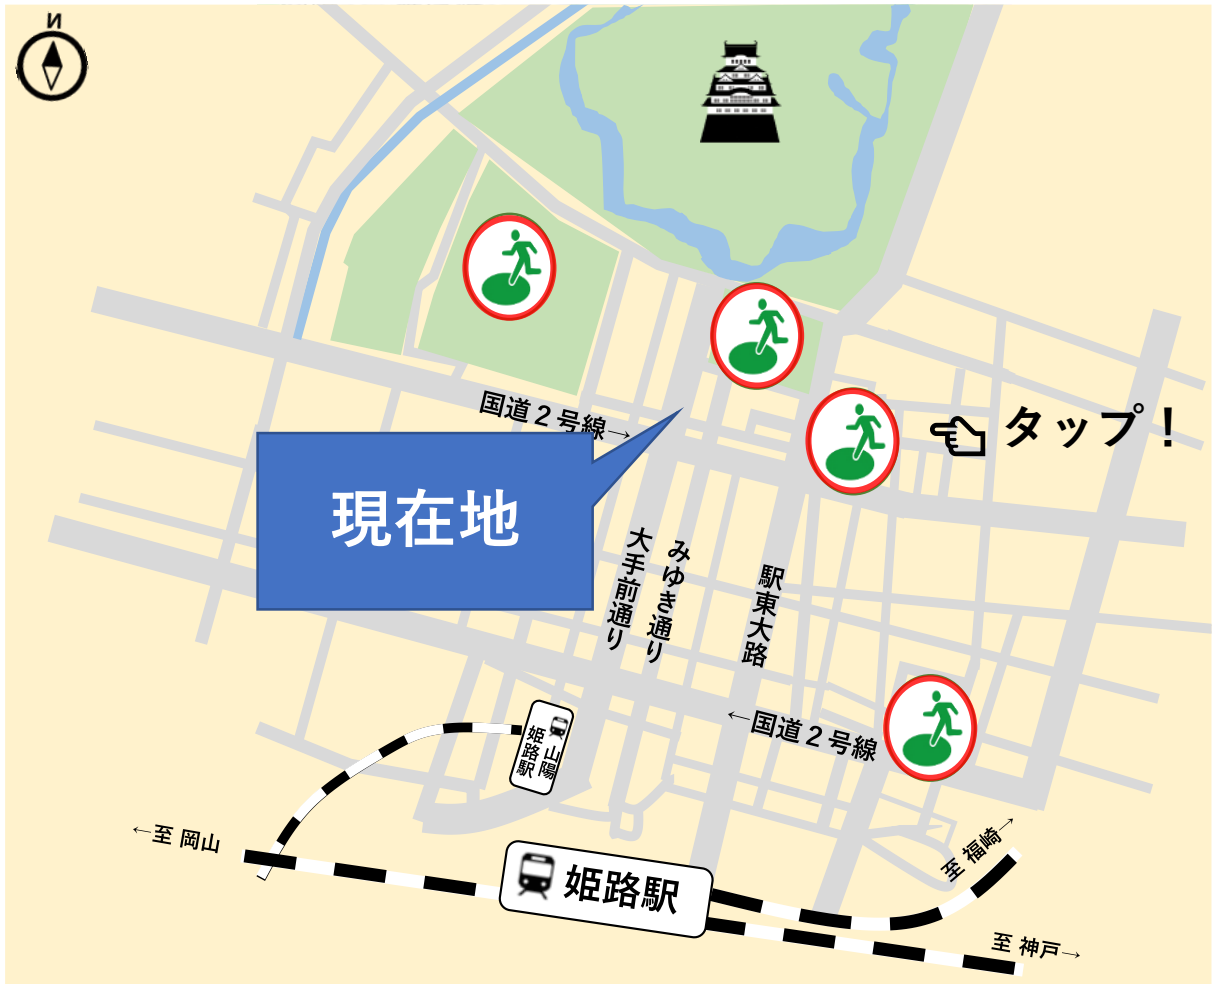 N
国道２号線→
タップ！
現在地
大手前通り
みゆき通り
駅東大路
←国道２号線
山陽
姫路駅
←至 岡山
姫路駅
至 福崎→
至 神戸→